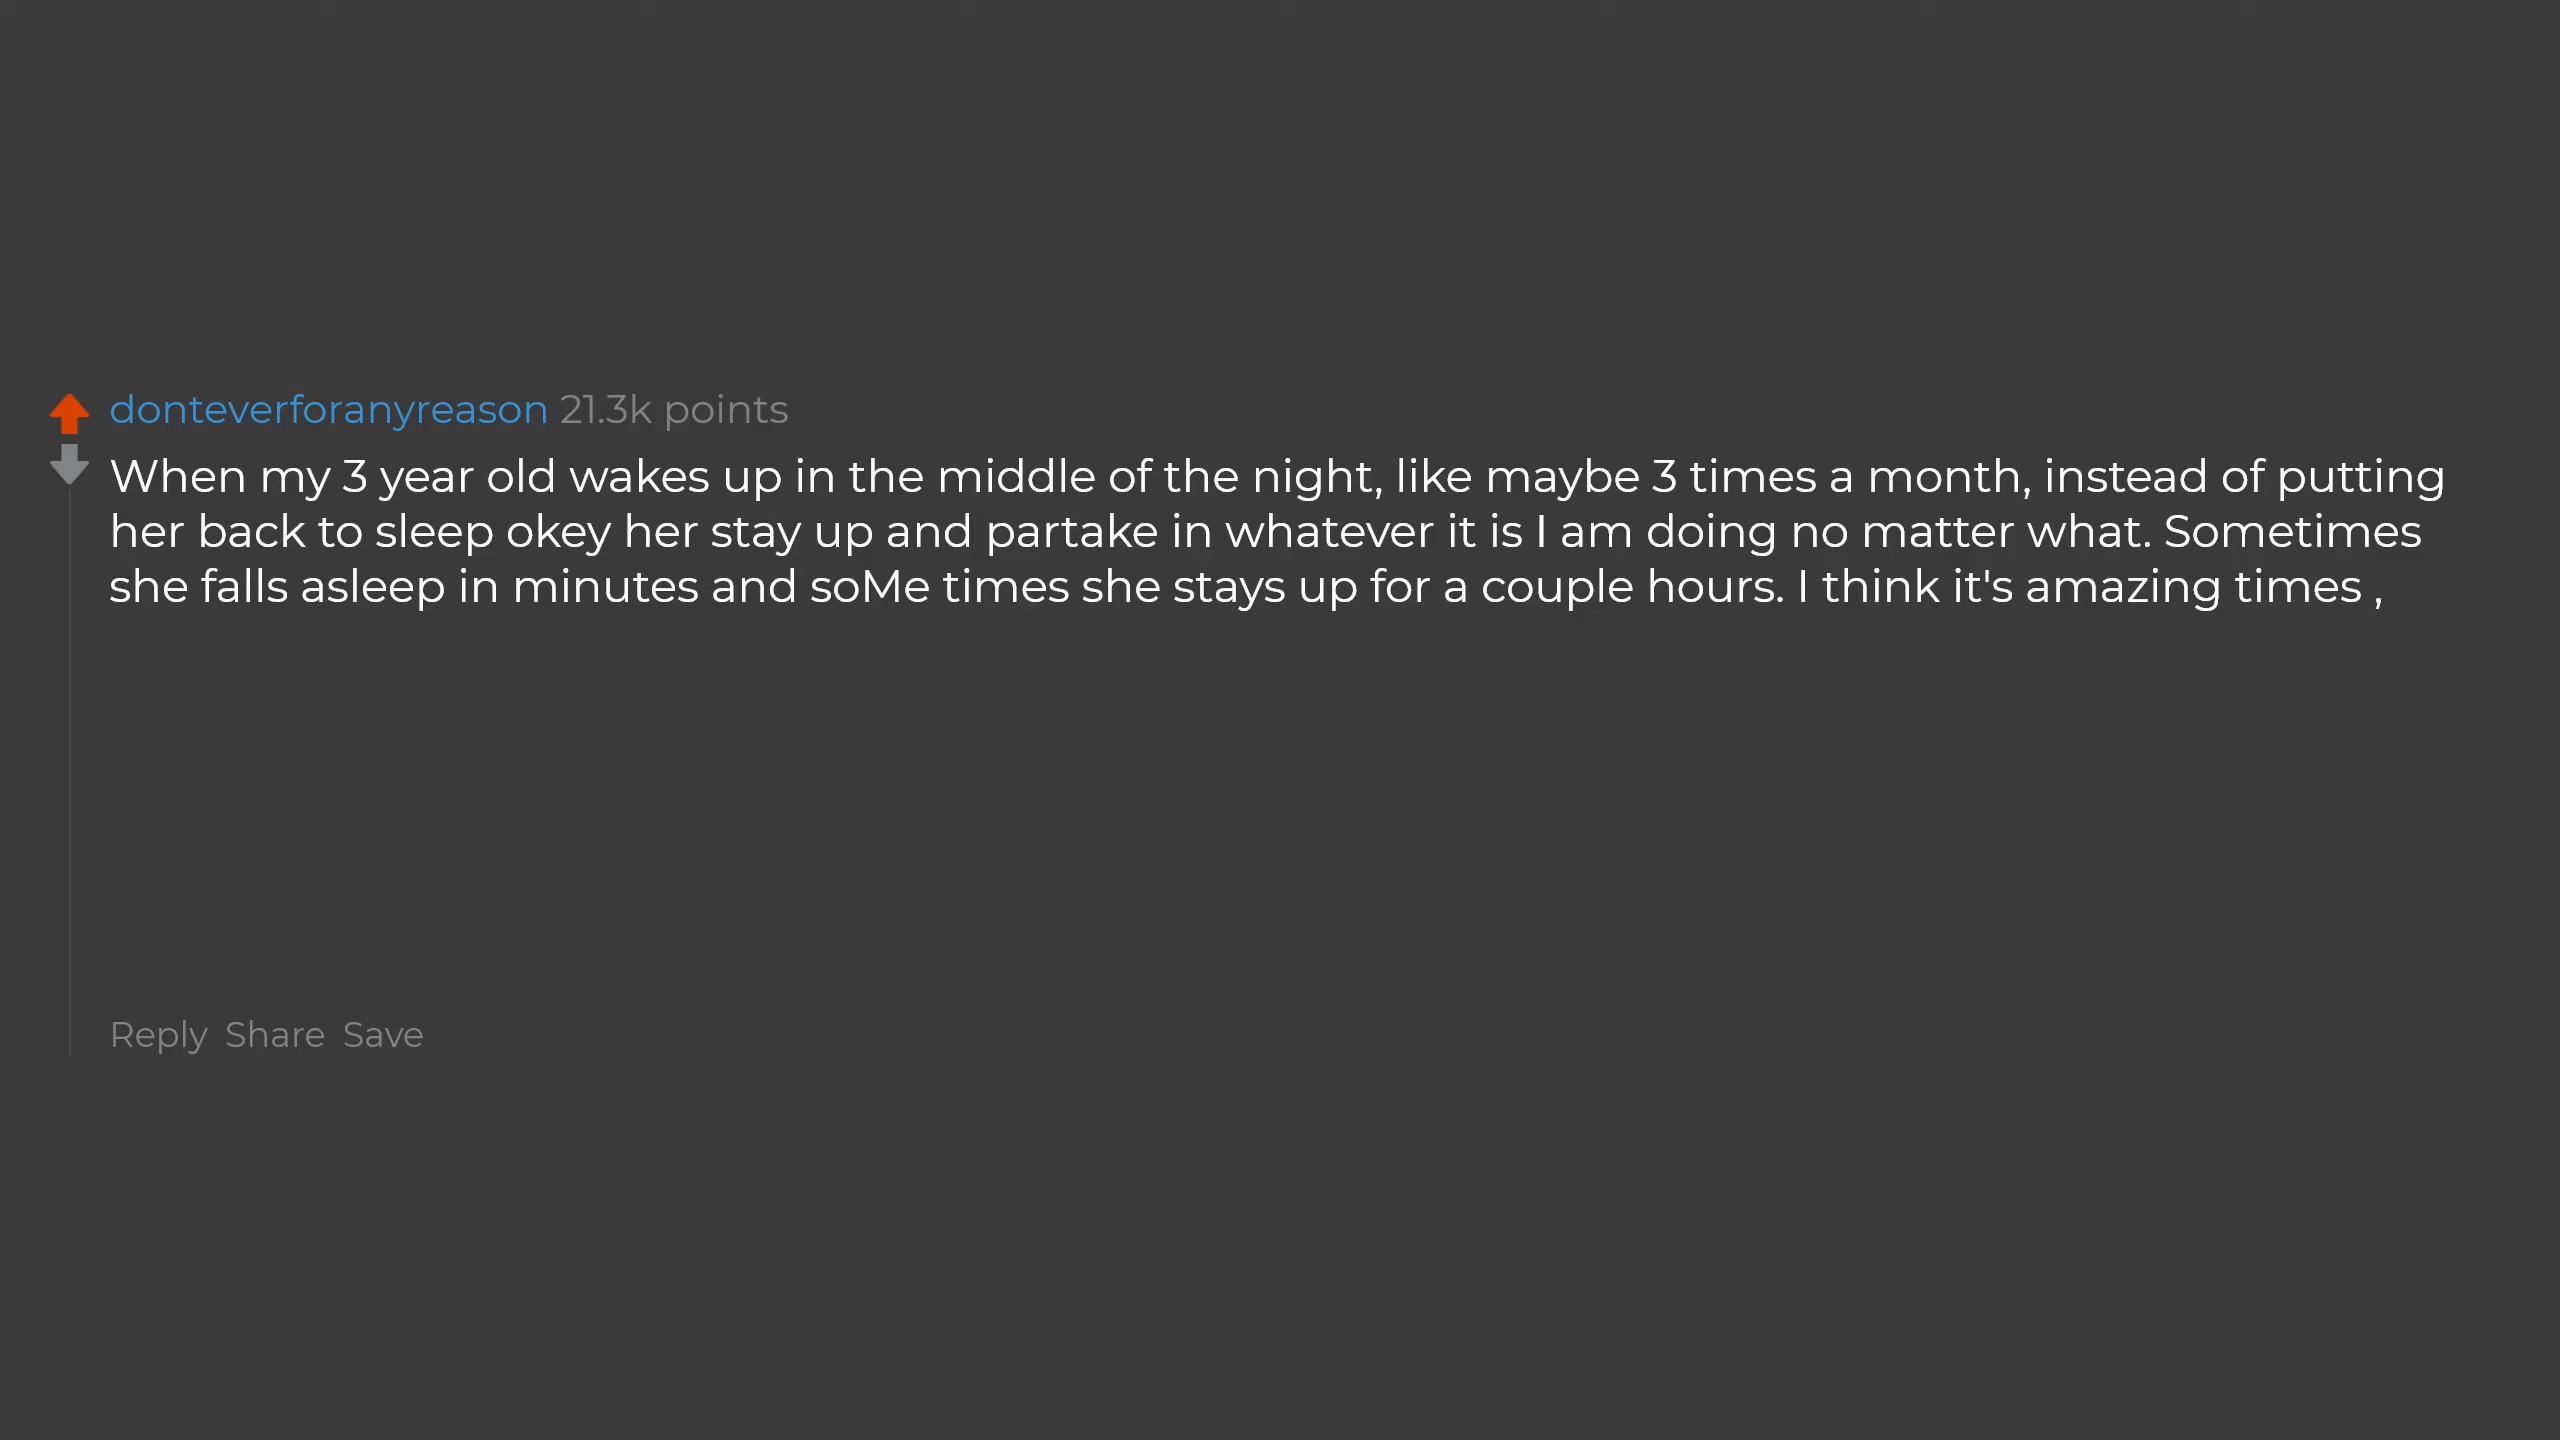 donteverforanyreason 21.3k points
When my 3 year old wakes up in the middle of the night, like maybe 3 times a month, instead of putting
her back to sleep okey her stay up and partake in whatever it is I am doing no matter what. Sometimes
she falls asleep in minutes and soMe times she stays up for a couple hours. I think it's amazing times ,
Reply Share Save